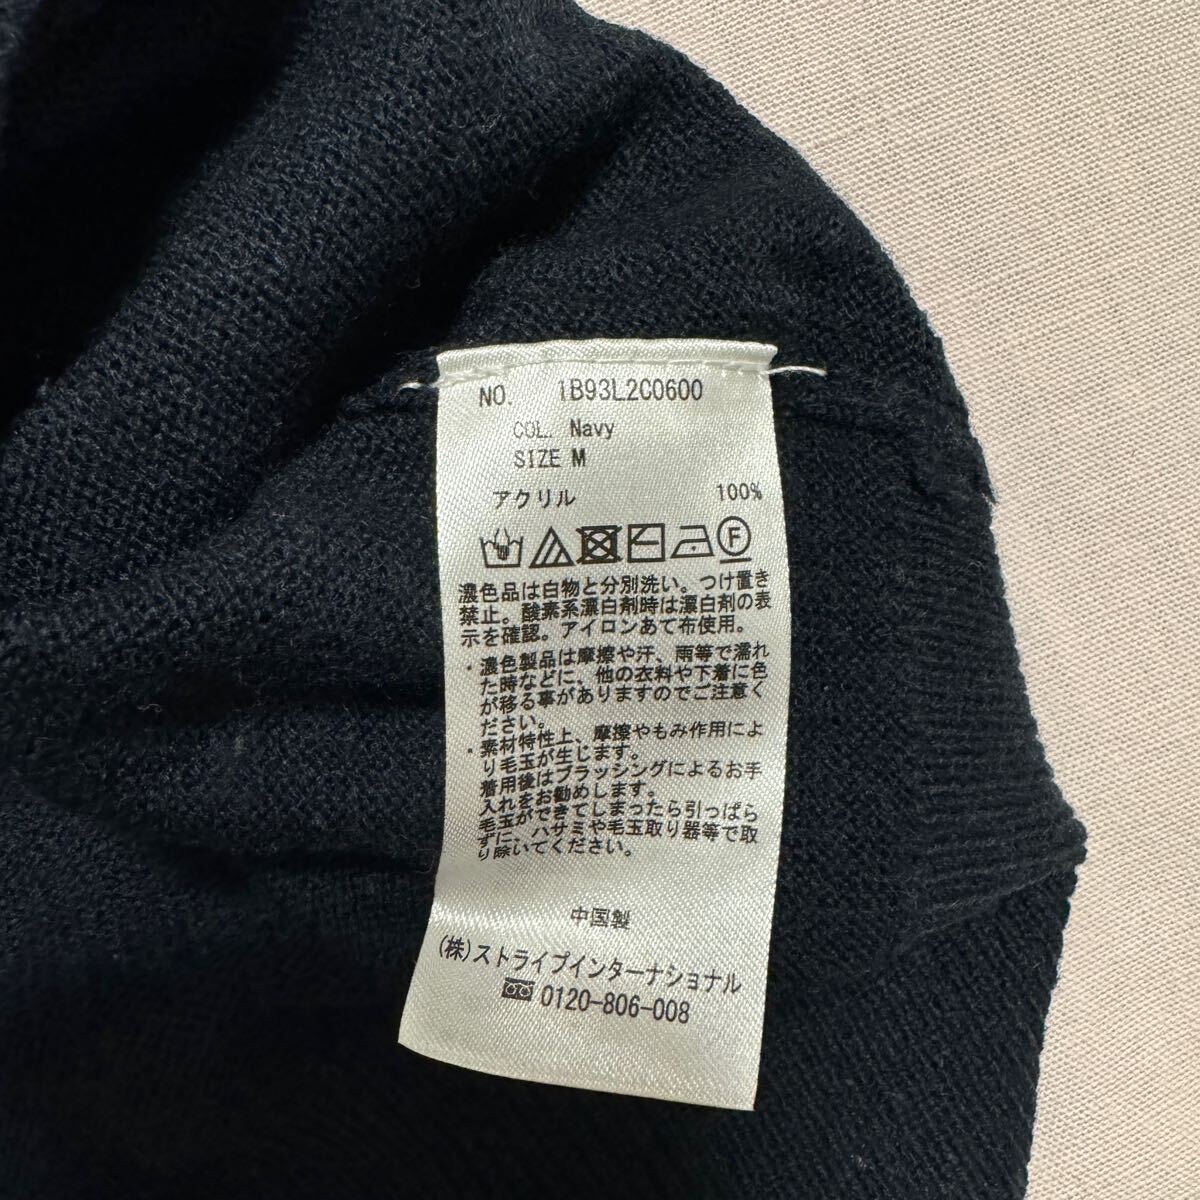 NO. 1B93L2C0600
COL. Navy
SIZE M
アクリル 100%
F
濃色品は白物と分別洗い。つけ置き
禁止。酸素系漂白剤時は漂白剤の表
示を確認。アイロンあて布使用。
・濃色製品は摩擦や汗、雨等で濡れ
た時などに、他の衣料や下着に色
が移る事がありますのでご注意く
ださい。
・素材特性上、摩擦やもみ作用によ
り毛玉が生じます。
着用後はブラッシングによるお手
入れをお勧めします。
毛玉ができてしまったら引っぱら
ずに、ハサミや毛玉取り器等で取
り除いてください。
中国製
(株)ストライプインターナショナル
0120-806-008